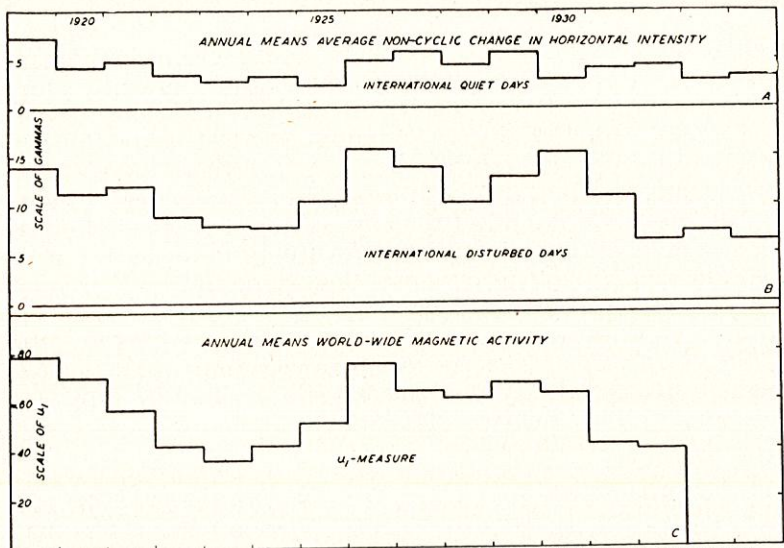 1920 1925 1930
ANNUAL MEANS AVERAGE NON-CYCLIC CHANGE IN HORIZONTAL INTENSITY
5
INTERNATIONAL QUIET DAYS
0
A
SCALE OF GAMMAS
15
10
5
INTERNATIONAL DISTURBED DAYS
0
B
ANNUAL MEANS WORLD-WIDE MAGNETIC ACTIVITY
80
60
SCALE OF u₁
40
u₁-MEASURE
20
C